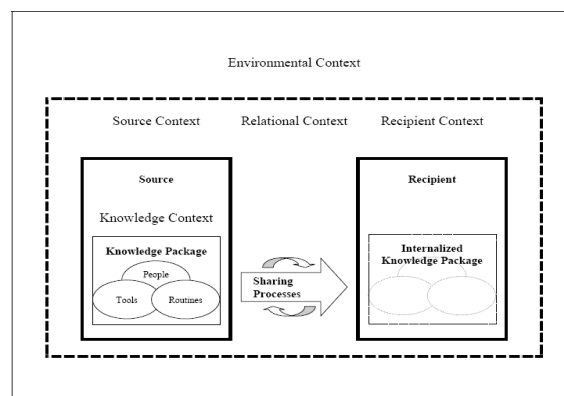 Environmental Context
Source Context Relational Context Recipient Context
Source
Recipient
Knowledge Context
Knowledge Package
People
Tools
Routines
Sharing
Processes
Internalized
Knowledge Package